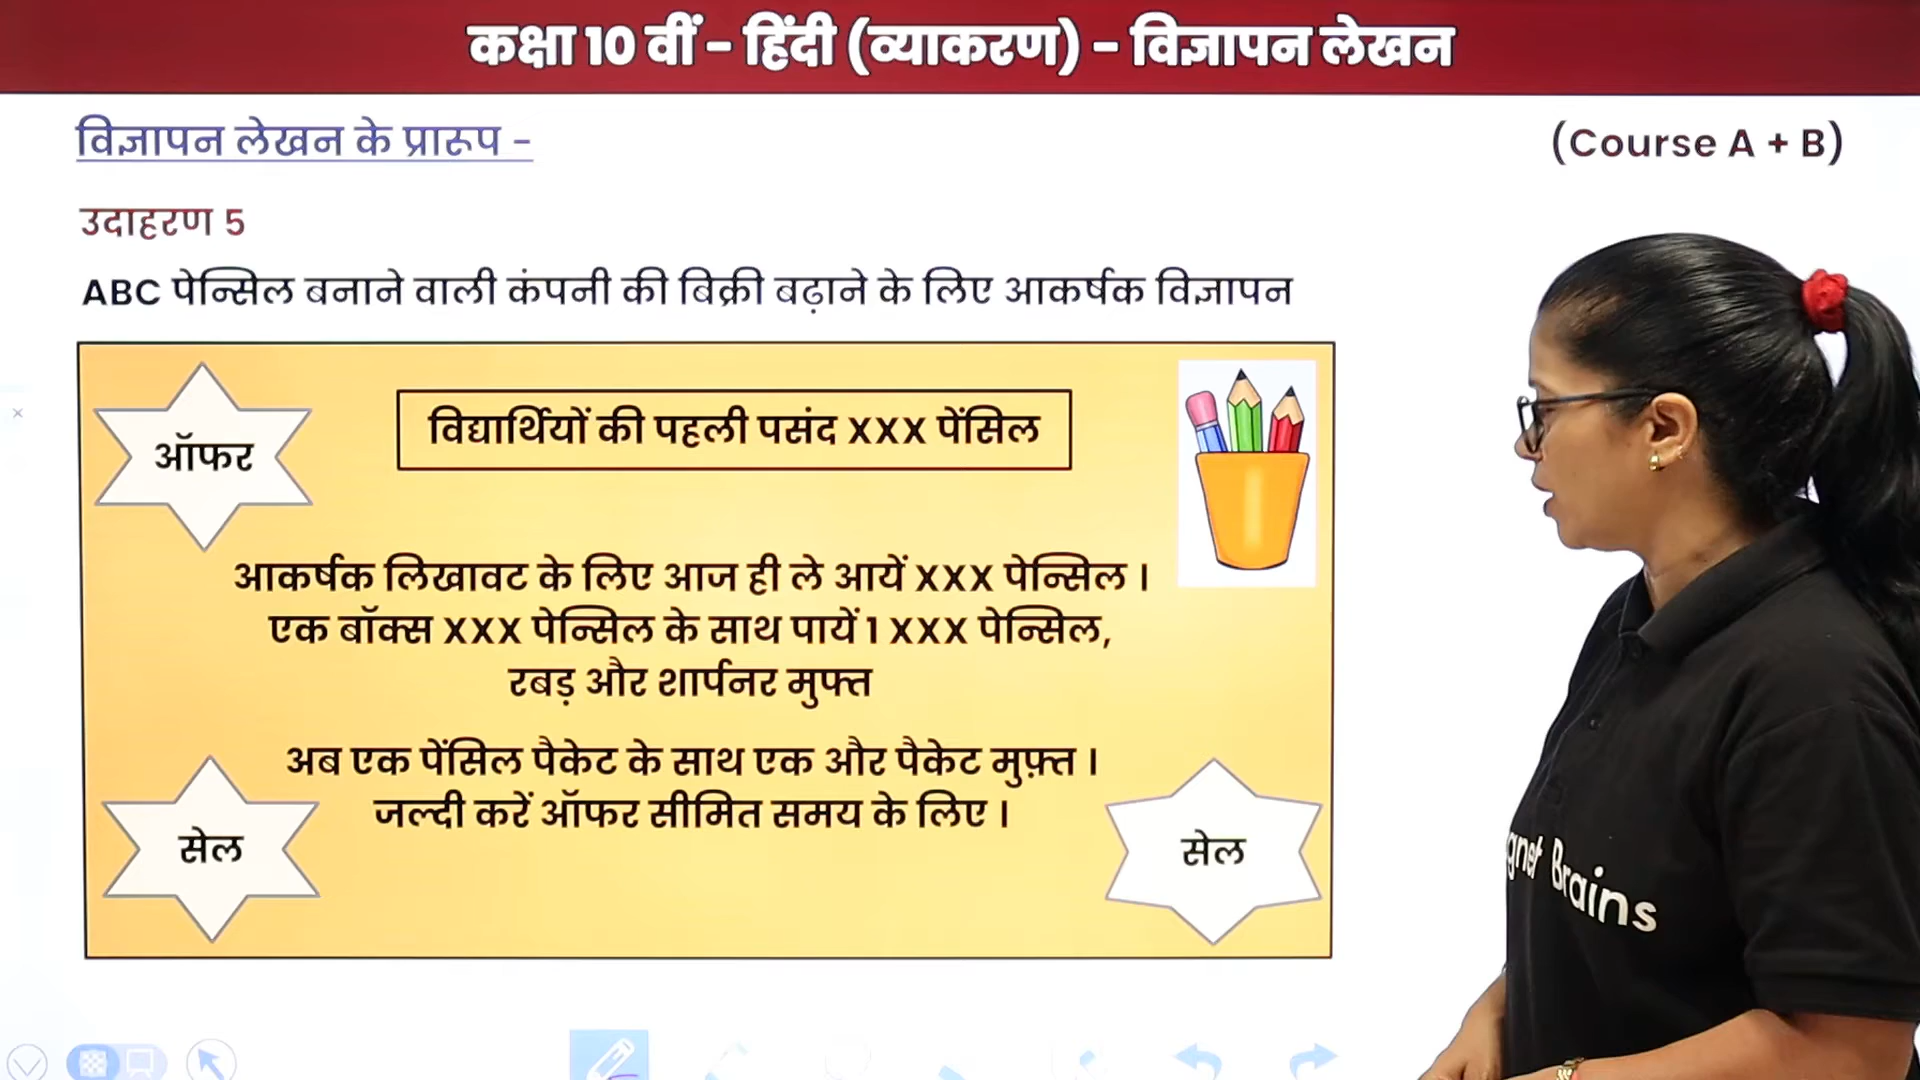 कक्षा 10 वीं - हिंदी (व्याकरण) - विज्ञापन लेखन
विज्ञापन लेखन के प्रारूप -
(Course A + B)
उदाहरण 5
ABC पेन्सिल बनाने वाली कंपनी की बिक्री बढ़ाने के लिए आकर्षक विज्ञापन
ऑफर
विद्यार्थियों की पहली पसंद XXX पेंसिल
आकर्षक लिखावट के लिए आज ही ले आयें XXX पेन्सिल ।
एक बॉक्स XXX पेन्सिल के साथ पायें 1 XXX पेन्सिल,
रबड़ और शार्पनर मुफ्त
अब एक पेंसिल पैकेट के साथ एक और पैकेट मुफ़्त ।
जल्दी करें ऑफर सीमित समय के लिए ।
सेल
सेल
gnet Brains